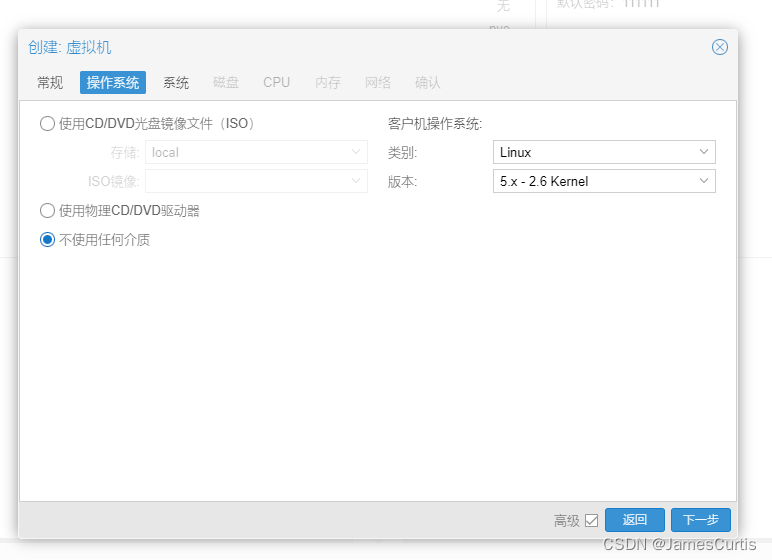 无
默认密码：
创建: 虚拟机
常规 操作系统 系统 磁盘 CPU 内存 网络 确认
使用CD/DVD光盘镜像文件（ISO） 客户机操作系统:
存储: local 类别: Linux
ISO镜像: 版本: 5.x - 2.6 Kernel
使用物理CD/DVD驱动器
不使用任何介质
高级 返回 下一步
CSDN @JamesCurtis